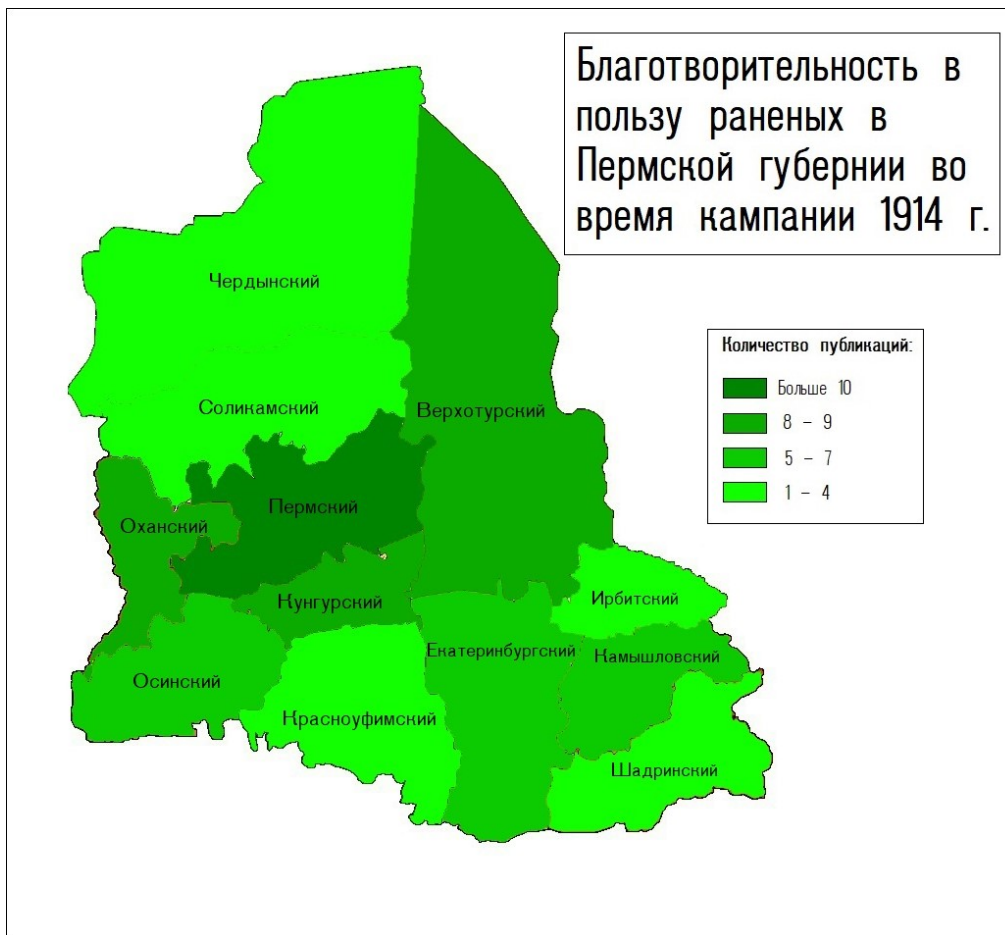 Благотворительность в
пользу раненых в
Пермской губернии во
время кампании 1914 г.
Чердынский
Количество публикаций:
Больше 10
8 – 9
5 – 7
1 – 4
Соликамский
Верхотурский
Пермский
Оханский
Кунгурский
Ирбитский
Екатеринбургский
Камышловский
Осинский
Красноуфимский
Шадринский